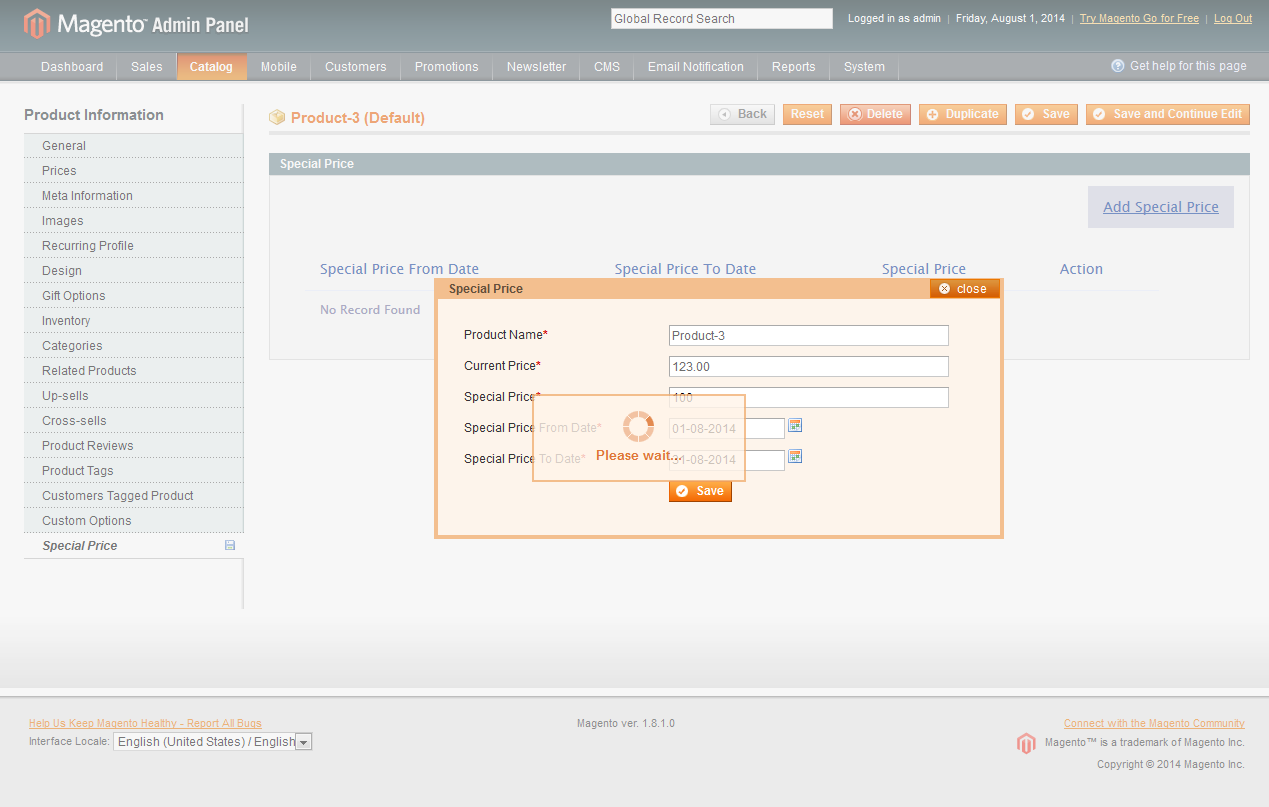 Magento™ Admin Panel
Global Record Search
Logged in as admin | Friday, August 1, 2014 | Try Magento Go for Free | Log Out
Dashboard Sales Catalog Mobile Customers Promotions Newsletter CMS Email Notification Reports System
Get help for this page
Product Information
General
Prices
Meta Information
Images
Recurring Profile
Design
Gift Options
Inventory
Categories
Related Products
Up-sells
Cross-sells
Product Reviews
Product Tags
Customers Tagged Product
Custom Options
Special Price
Product-3 (Default)
Back Reset Delete Duplicate Save Save and Continue Edit
Special Price
Add Special Price
Special Price From Date Special Price To Date Special Price Action
No Record Found
Special Price
close
Product Name* Product-3
Current Price* 123.00
Special Price* 100
Special Price From Date* 01-08-2014
Special Price To Date* 31-08-2014
Please wait...
Save
Help Us Keep Magento Healthy - Report All Bugs
Interface Locale: English (United States) / English
Magento ver. 1.8.1.0
Connect with the Magento Community
Magento™ is a trademark of Magento Inc.
Copyright © 2014 Magento Inc.